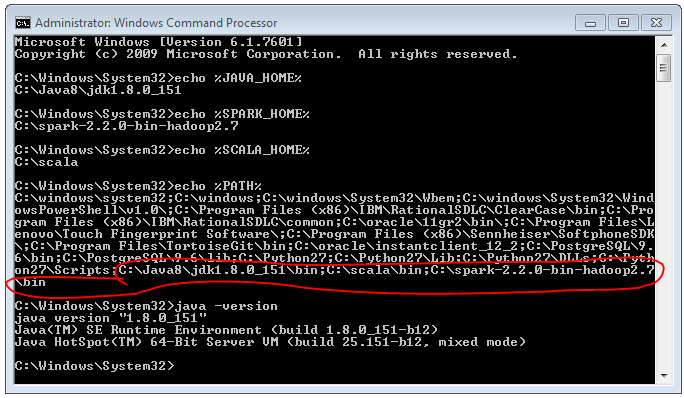 Administrator: Windows Command Processor
C:\.
Microsoft Windows [Version 6.1.7601]
Copyright (c) 2009 Microsoft Corporation.  All rights reserved.
C:\Windows\System32>echo %JAVA_HOME%
C:\Java8\jdk1.8.0_151
C:\Windows\System32>echo %SPARK_HOME%
C:\spark-2.2.0-bin-hadoop2.7
C:\Windows\System32>echo %SCALA_HOME%
C:\scala
C:\Windows\System32>echo %PATH%
C:\windows\system32;C:\windows;C:\windows\System32\Wbem;C:\windows\System32\Wind
owsPowerShell\v1.0\;C:\Program Files (x86)\IBM\RationalSDLC\ClearCase\bin;C:\Pro
gram Files (x86)\IBM\RationalSDLC\common;C:\oracle\11gr2\bin\;C:\Program Files\L
enovo\Touch Fingerprint Software\;C:\Program Files (x86)\Sennheiser\SoftphoneSDK
\;C:\Program Files\TortoiseGit\bin;C:\oracle\instantclient_12_2;C:\PostgreSQL\9.
6\bin;C:\PostgreSQL\9.6\lib;C:\Python27;C:\Python27\Lib;C:\Python27\DLLs;C:\Pyth
on27\Scripts;C:\Java8\jdk1.8.0_151\bin;C:\scala\bin;C:\spark-2.2.0-bin-hadoop2.7
\bin
C:\Windows\System32>java -version
java version "1.8.0_151"
Java(TM) SE Runtime Environment (build 1.8.0_151-b12)
Java HotSpot(TM) 64-Bit Server VM (build 25.151-b12, mixed mode)
C:\Windows\System32>